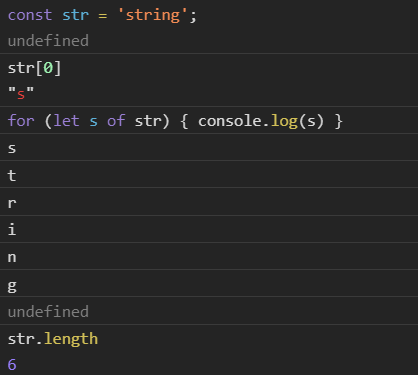 const str = 'string';
undefined
str[0]
"s"
for (let s of str) { console.log(s) }
s
t
r
i
n
g
undefined
str.length
6